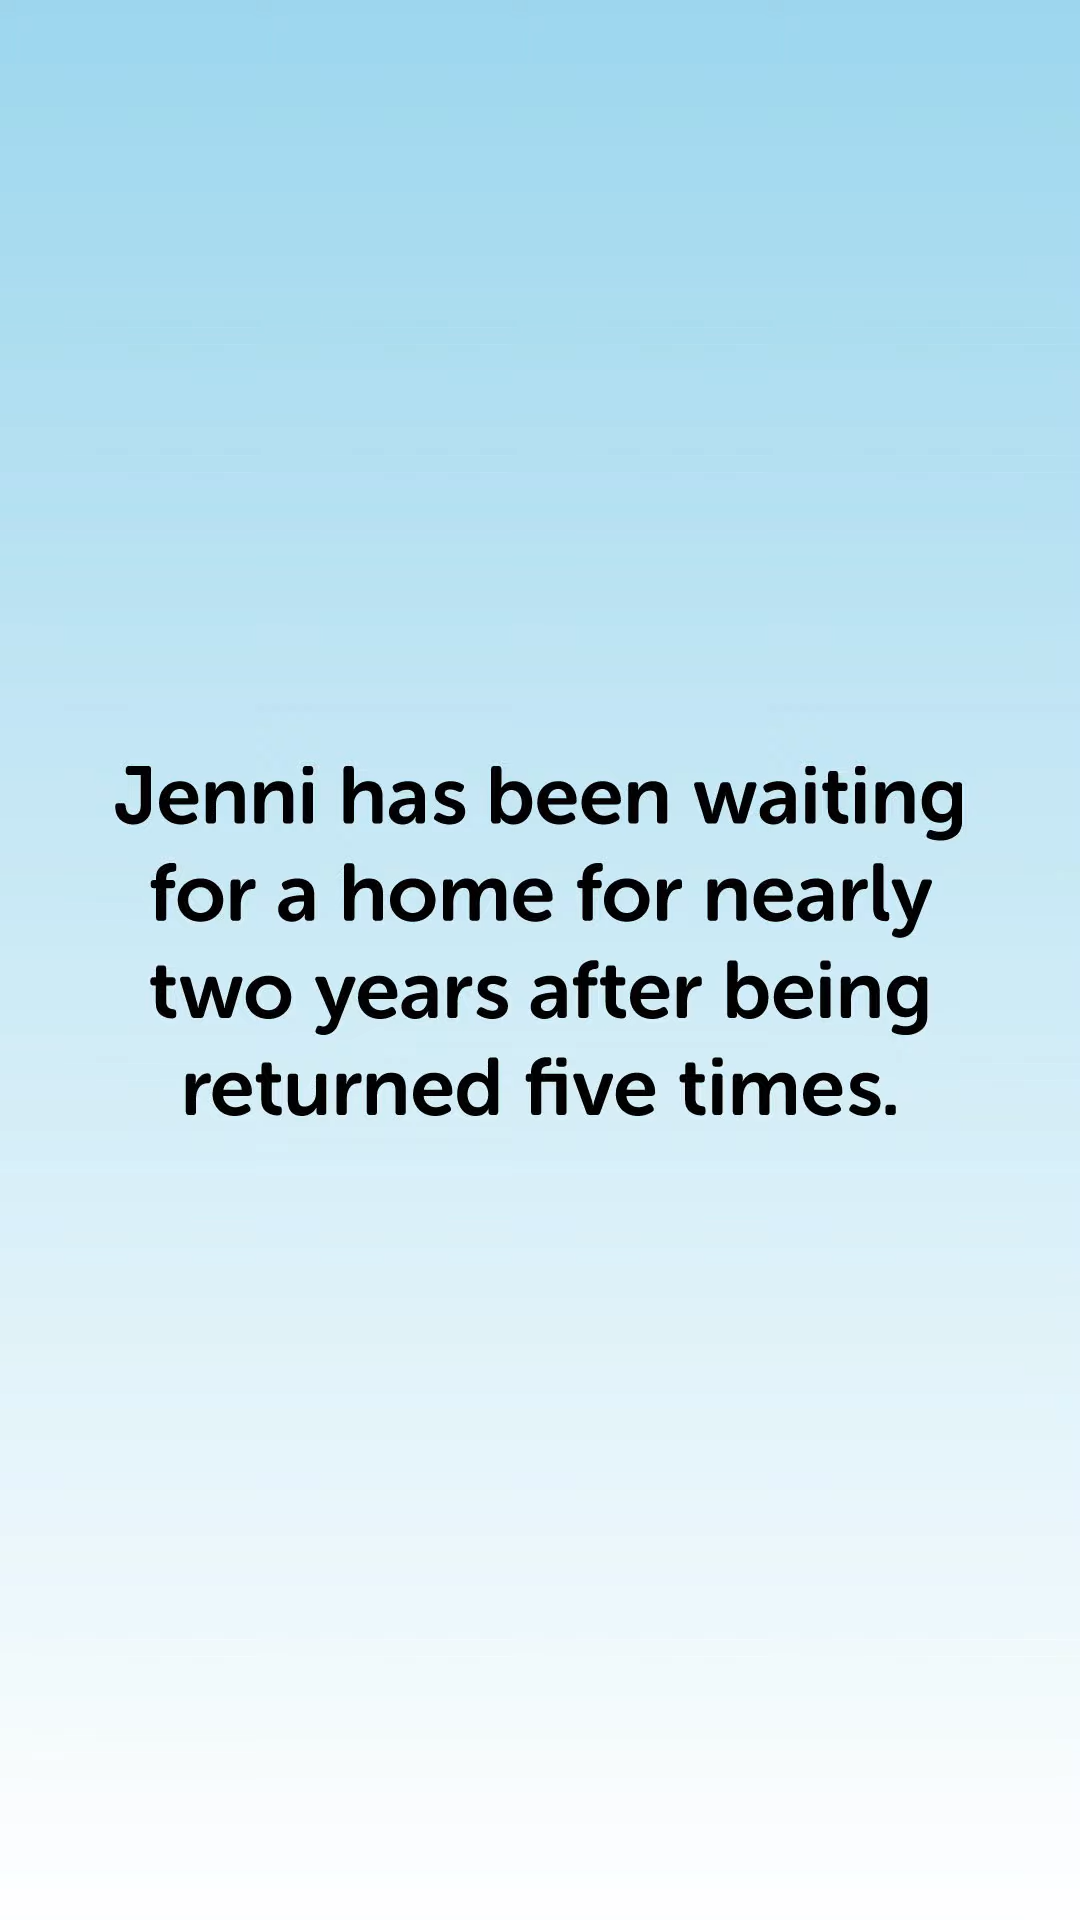 Jenni has been waiting
for a home for nearly
two years after being
returned five times.